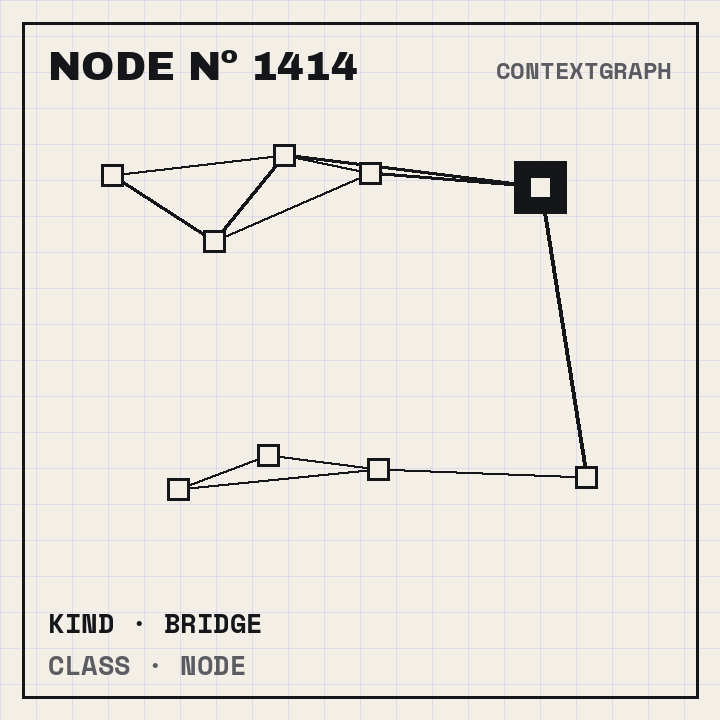 NODE Nº 1414
CONTEXTGRAPH
KIND · BRIDGE
CLASS · NODE